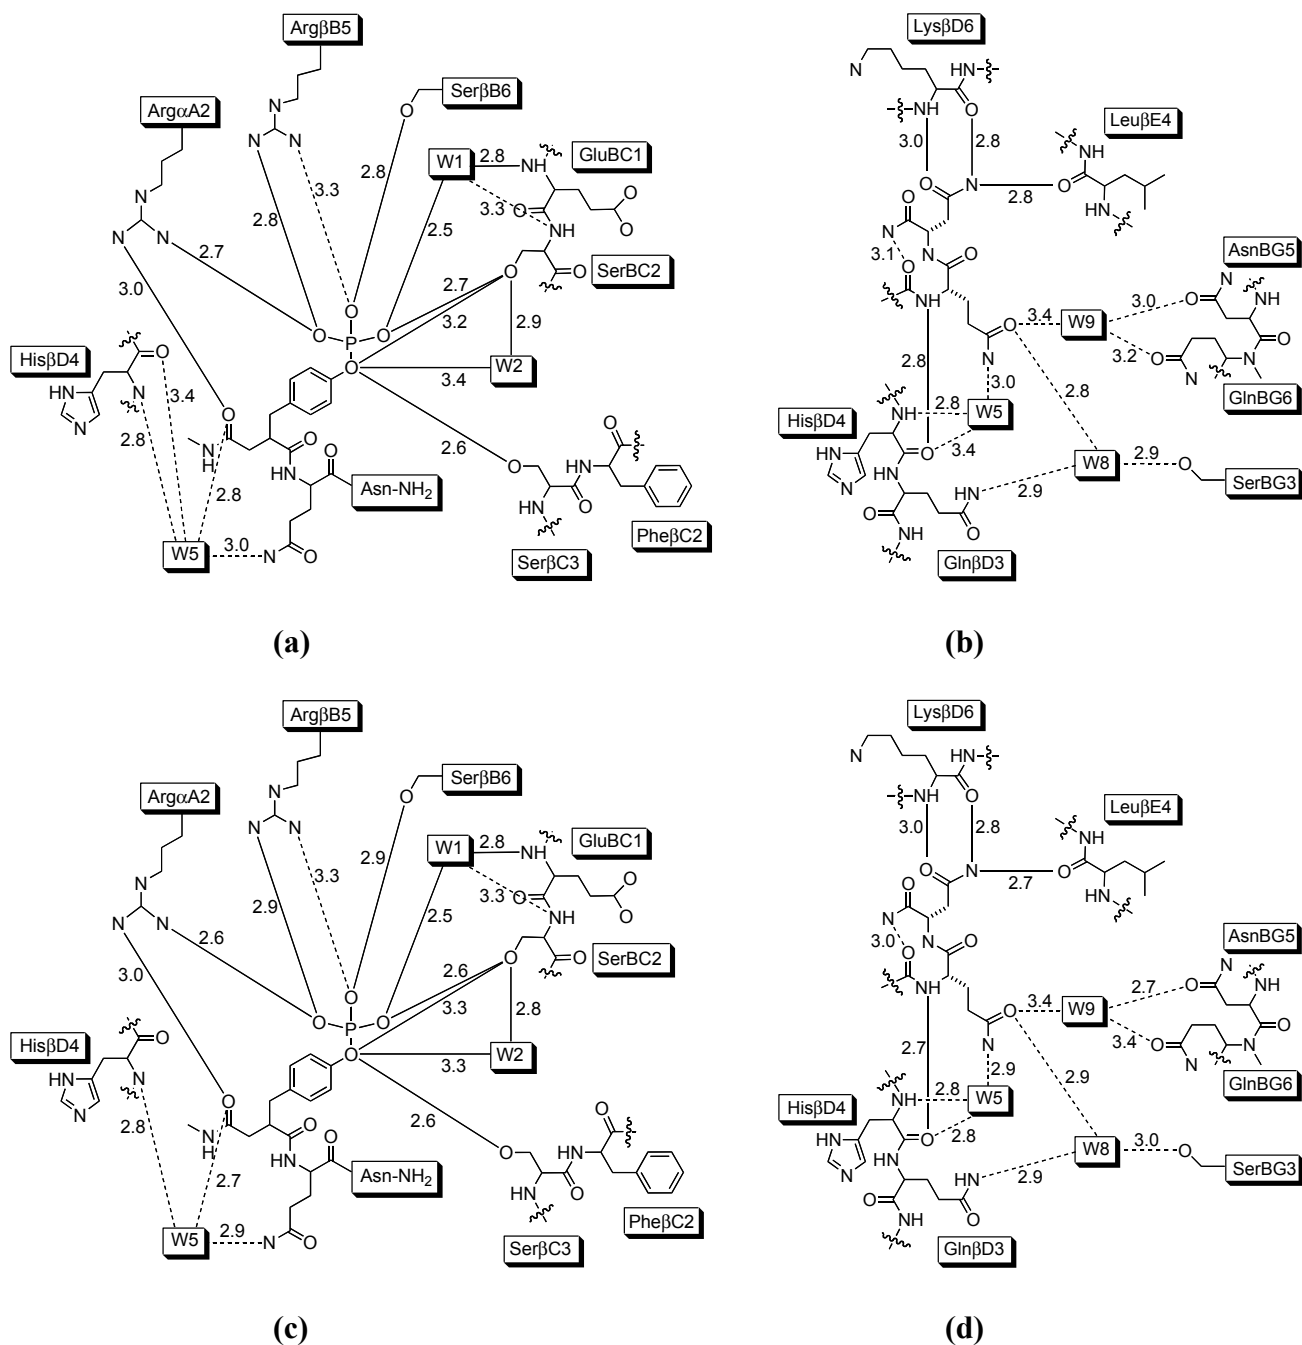 ArgβB5
LysβD6
SerβB6
ArgαA2
LeuβE4
W1
2.8
GluBC1
3.3
2.8
3.3
2.8
2.5
2.7
3.0
SerBC2
2.7
3.2
2.9
HisβD4
3.4
2.8
2.8
W2
3.4
2.6
Asn-NH2
W5
3.0
SerβC3
PheβC2
3.0
2.8
2.8
3.1
AsnBG5
3.4
W9
3.0
3.2
GlnBG6
2.8
3.0
2.8
W5
2.8
HisβD4
3.4
2.9
W8
2.9
SerBG3
GlnβD3
O
N
NH
HN
H
P
(a)
(b)
ArgβB5
LysβD6
SerβB6
ArgαA2
LeuβE4
W1
2.8
GluBC1
3.3
2.9
3.3
2.9
2.5
2.6
3.0
SerBC2
2.6
3.3
2.8
HisβD4
2.8
2.7
W2
3.3
2.6
Asn-NH2
W5
2.9
SerβC3
PheβC2
3.0
2.8
2.7
3.0
AsnBG5
3.4
W9
2.7
3.4
GlnBG6
2.7
2.9
2.9
W5
2.8
HisβD4
2.8
2.9
W8
3.0
SerBG3
GlnβD3
O
N
NH
HN
H
P
(c)
(d)